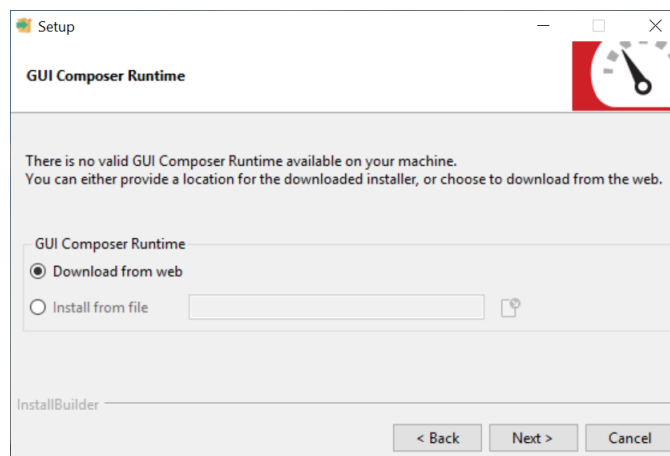 Setup
GUI Composer Runtime
There is no valid GUI Composer Runtime available on your machine.
You can either provide a location for the downloaded installer, or choose to download from the web.
GUI Composer Runtime
Download from web
Install from file
InstallBuilder
< Back Next > Cancel